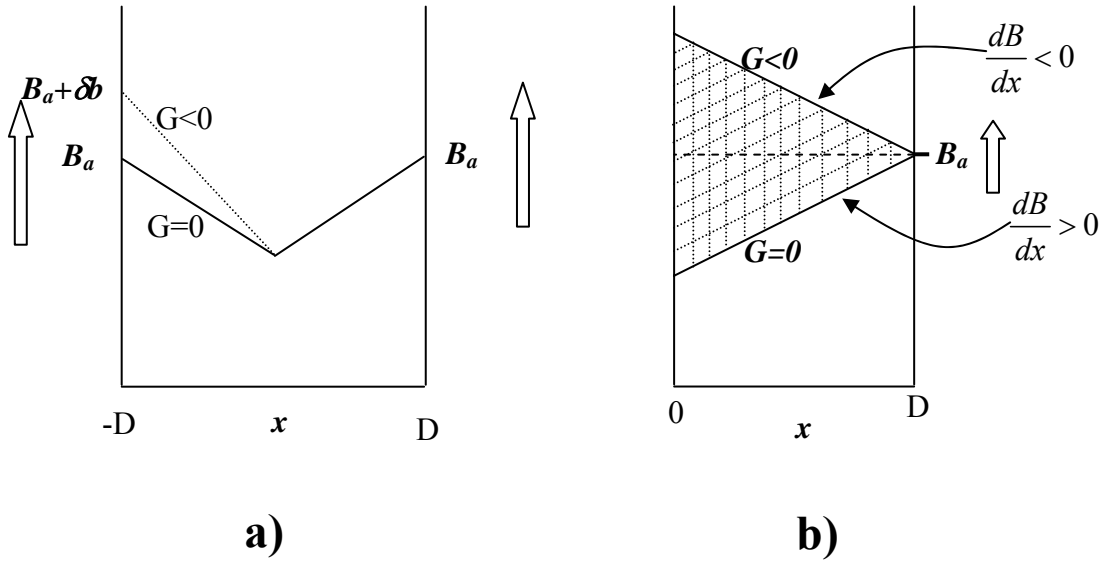 B_a+δb
G<0
B_a
G=0
B_a
-D
x
D
a)
G<0
dB/dx < 0
B_a
dB/dx > 0
G=0
0
x
D
b)